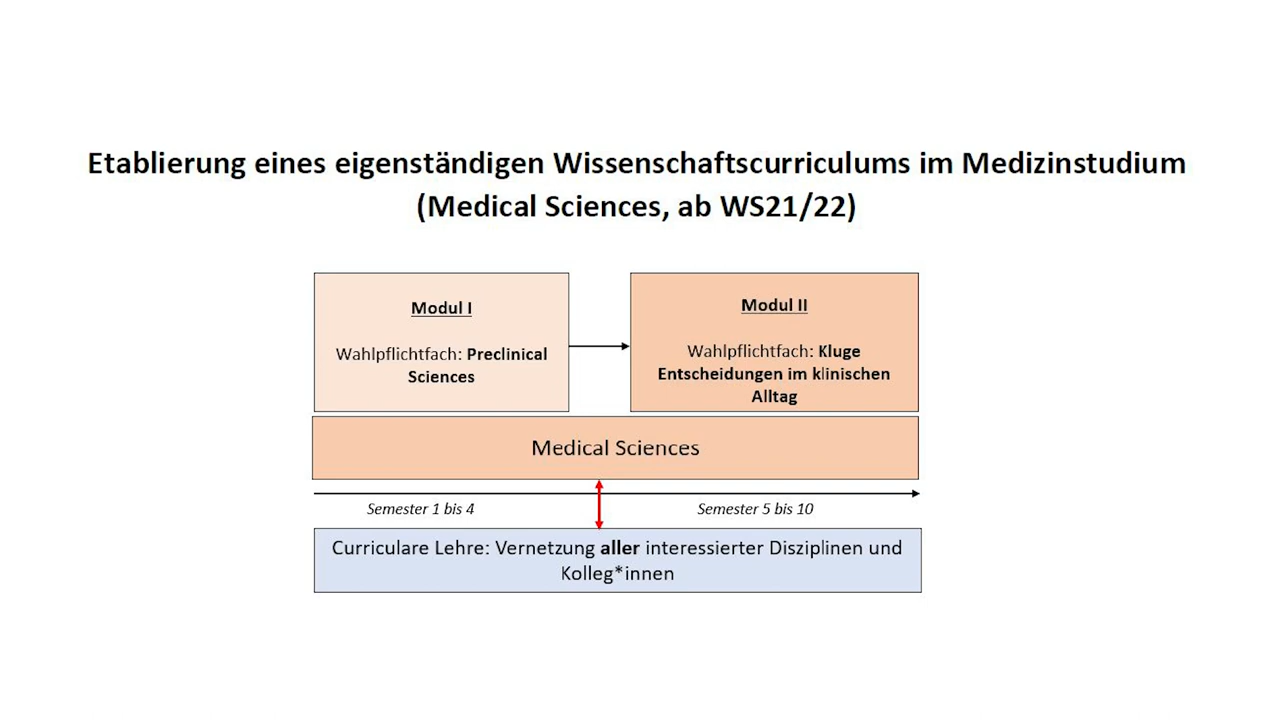 Etablierung eines eigenständigen Wissenschaftscurriculums im Medizinstudium
(Medical Sciences, ab WS21/22)
Modul I
Wahlpflichtfach: Preclinical
Sciences
Modul II
Wahlpflichtfach: Kluge
Entscheidungen im klinischen
Alltag
Medical Sciences
Semester 1 bis 4
Semester 5 bis 10
Curriculare Lehre: Vernetzung aller interessierter Disziplinen und
Kolleg*innen